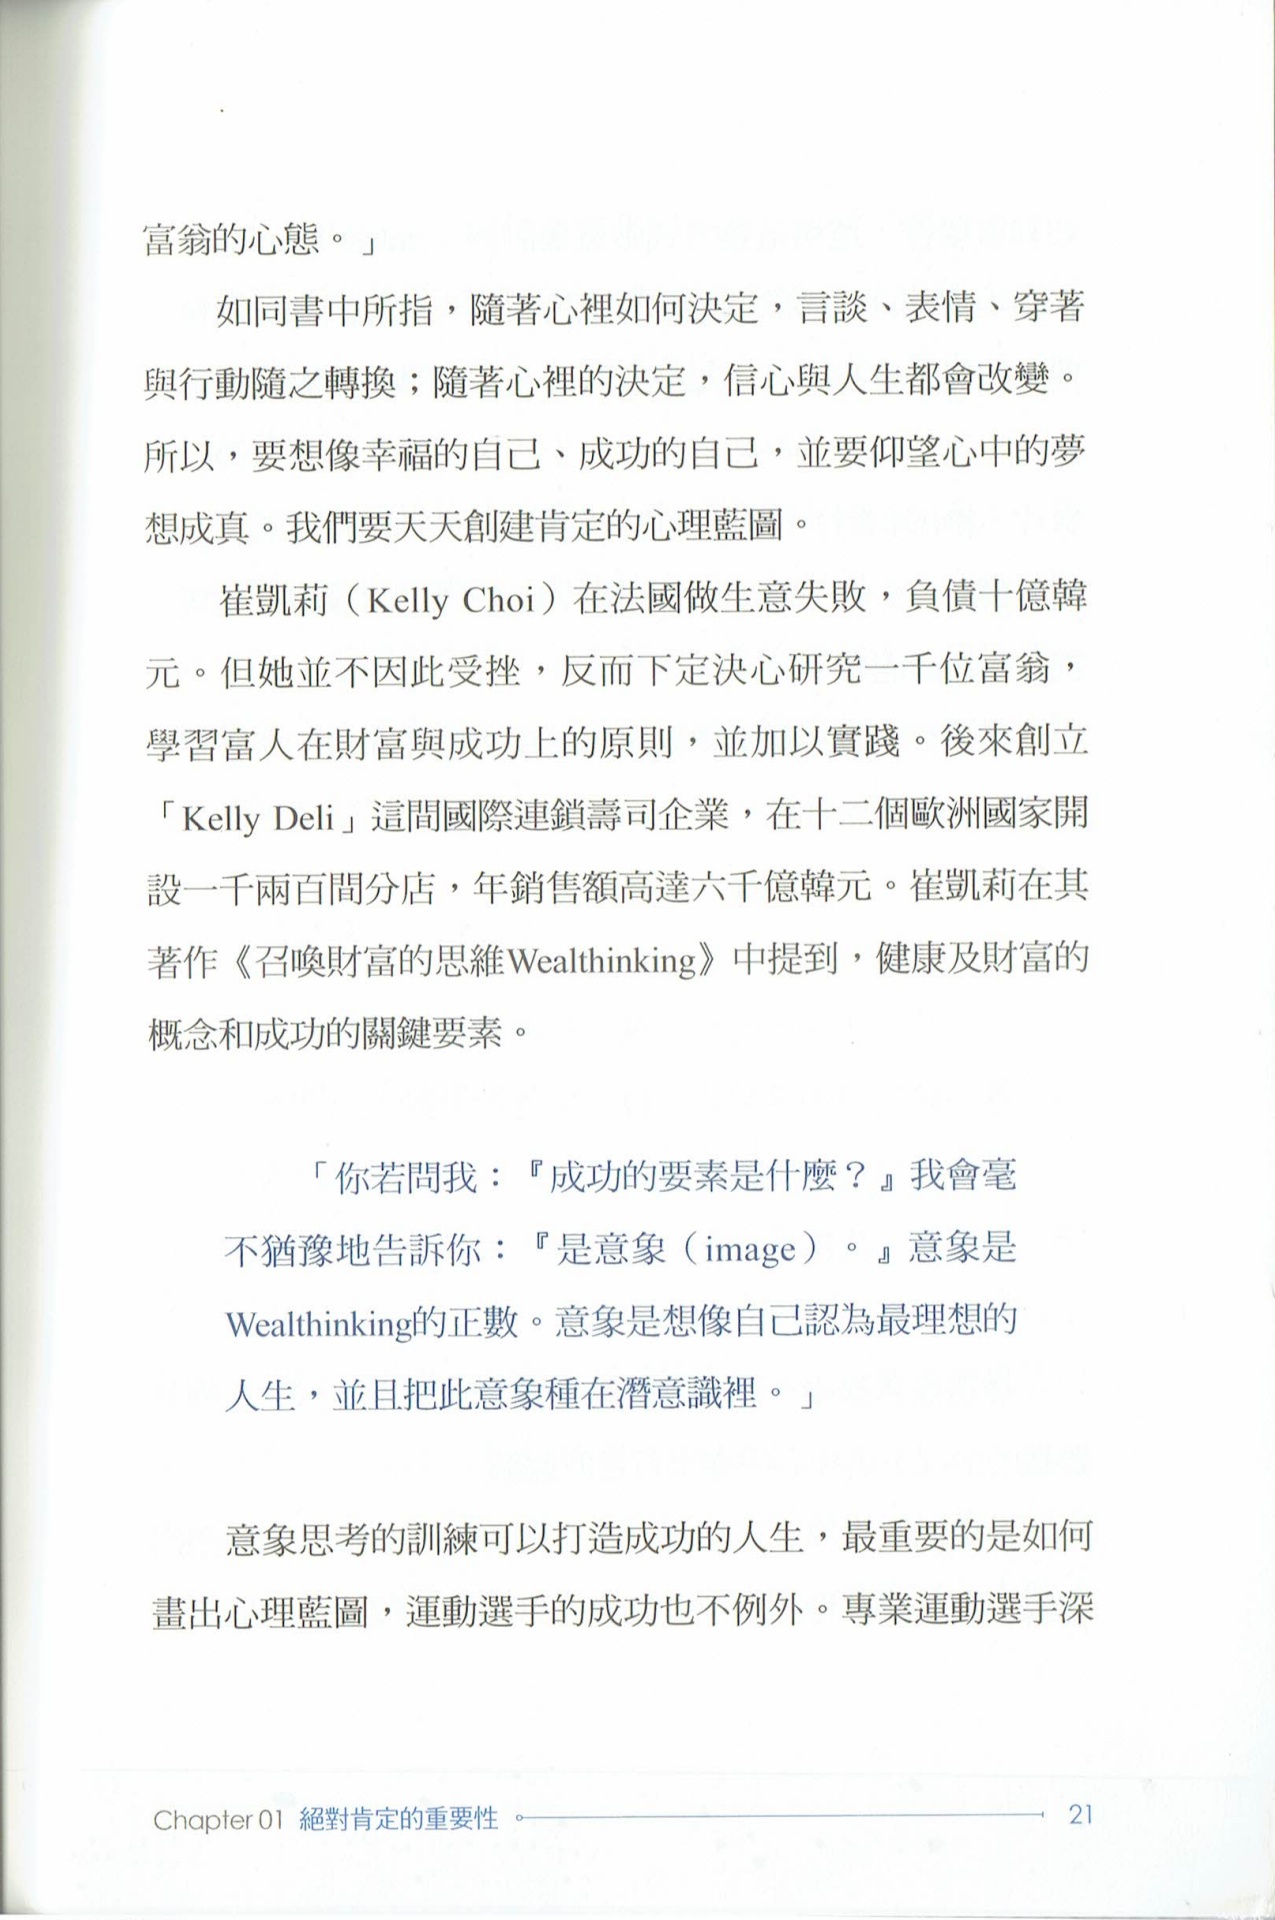 富翁的心態。」
如同書中所指，隨著心裡如何決定，言談、表情、穿著
與行動隨之轉換；隨著心裡的決定，信心與人生都會改變。
所以，要想像幸福的自己、成功的自己，並要仰望心中的夢
想成真。我們要天天創建肯定的心理藍圖。
崔凱莉（Kelly Choi）在法國做生意失敗，負債十億韓
元。但她並不因此受挫，反而下定決心研究一千位富翁，
學習富人在財富與成功上的原則，並加以實踐。後來創立
「Kelly Deli」這間國際連鎖壽司企業，在十二個歐洲國家開
設一千兩百間分店，年銷售額高達六千億韓元。崔凱莉在其
著作《召喚財富的思維Wealthinking》中提到，健康及財富的
概念和成功的關鍵要素。
「你若問我：『成功的要素是什麼？』我會毫
不猶豫地告訴你：『是意象（image）。』意象是
Wealthinking的正數。意象是想像自己認為最理想的
人生，並且把此意象種在潛意識裡。」
意象思考的訓練可以打造成功的人生，最重要的是如何
畫出心理藍圖，運動選手的成功也不例外。專業運動選手深
Chapter 01 絕對肯定的重要性 21